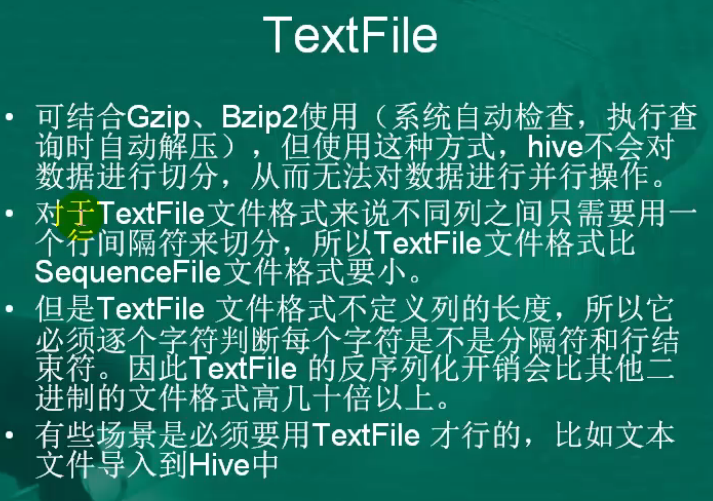 TextFile
• 可结合Gzip、Bzip2使用（系统自动检查，执行查
询时自动解压），但使用这种方式，hive不会对
数据进行切分，从而无法对数据进行并行操作。
• 对于TextFile文件格式来说不同列之间只需要用一
个行间隔符来切分，所以TextFile文件格式比
SequenceFile文件格式要小。
• 但是TextFile 文件格式不定义列的长度，所以它
必须逐个字符判断每个字符是不是分隔符和行结
束符。因此TextFile 的反序列化开销会比其他二
进制的文件格式高几十倍以上。
• 有些场景是必须要用TextFile 才行的，比如文本
文件导入到Hive中